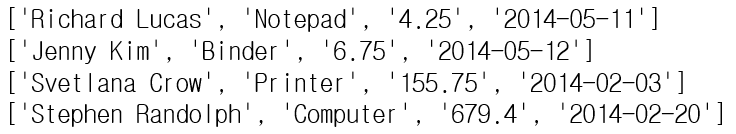 ['Richard Lucas', 'Notepad', '4.25', '2014-05-11']
['Jenny Kim', 'Binder', '6.75', '2014-05-12']
['Svetlana Crow', 'Printer', '155.75', '2014-02-03']
['Stephen Randolph', 'Computer', '679.4', '2014-02-20']